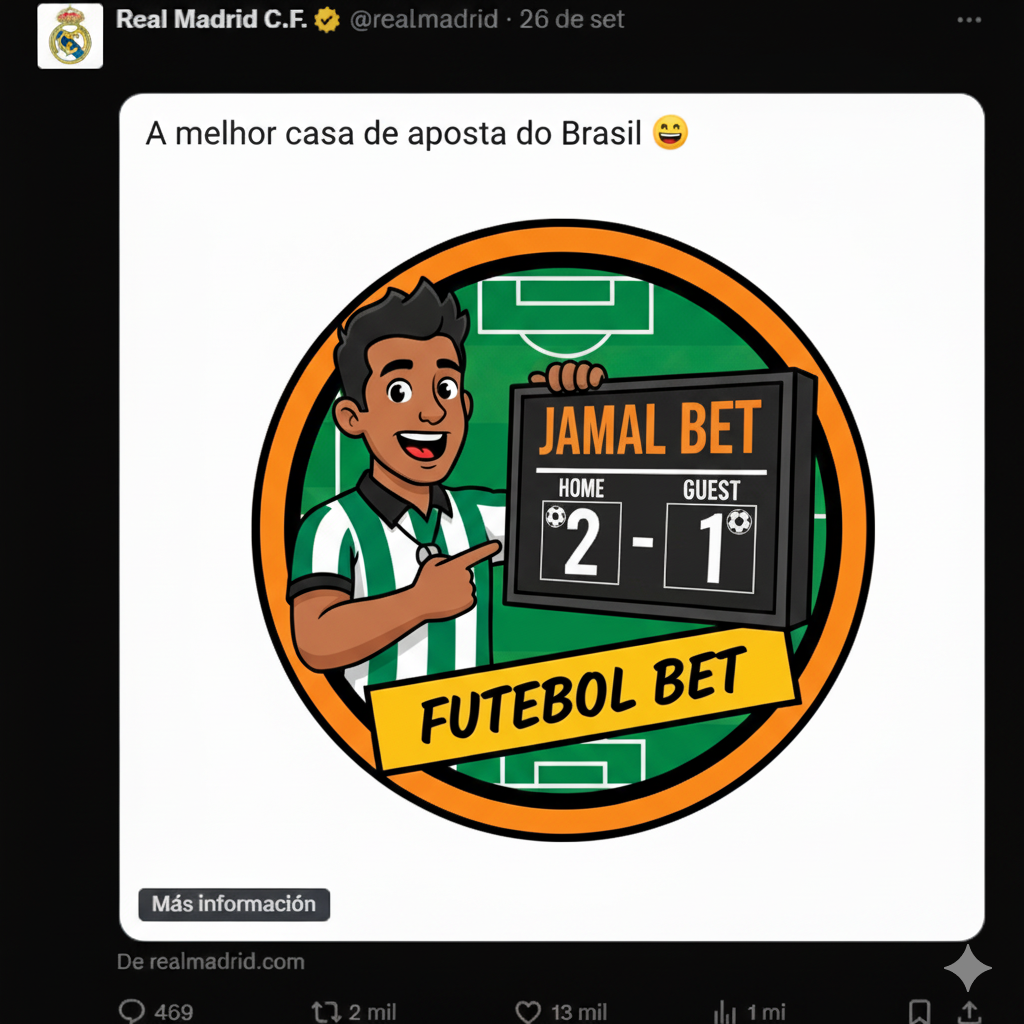 Real Madrid C.F. @realmadrid · 26 de set
A melhor casa de aposta do Brasil 😄
JAMAL BET
HOME GUEST
2 - 1
FUTEBOL BET
Más información
De realmadrid.com
469 2 mil 13 mil 1 mi